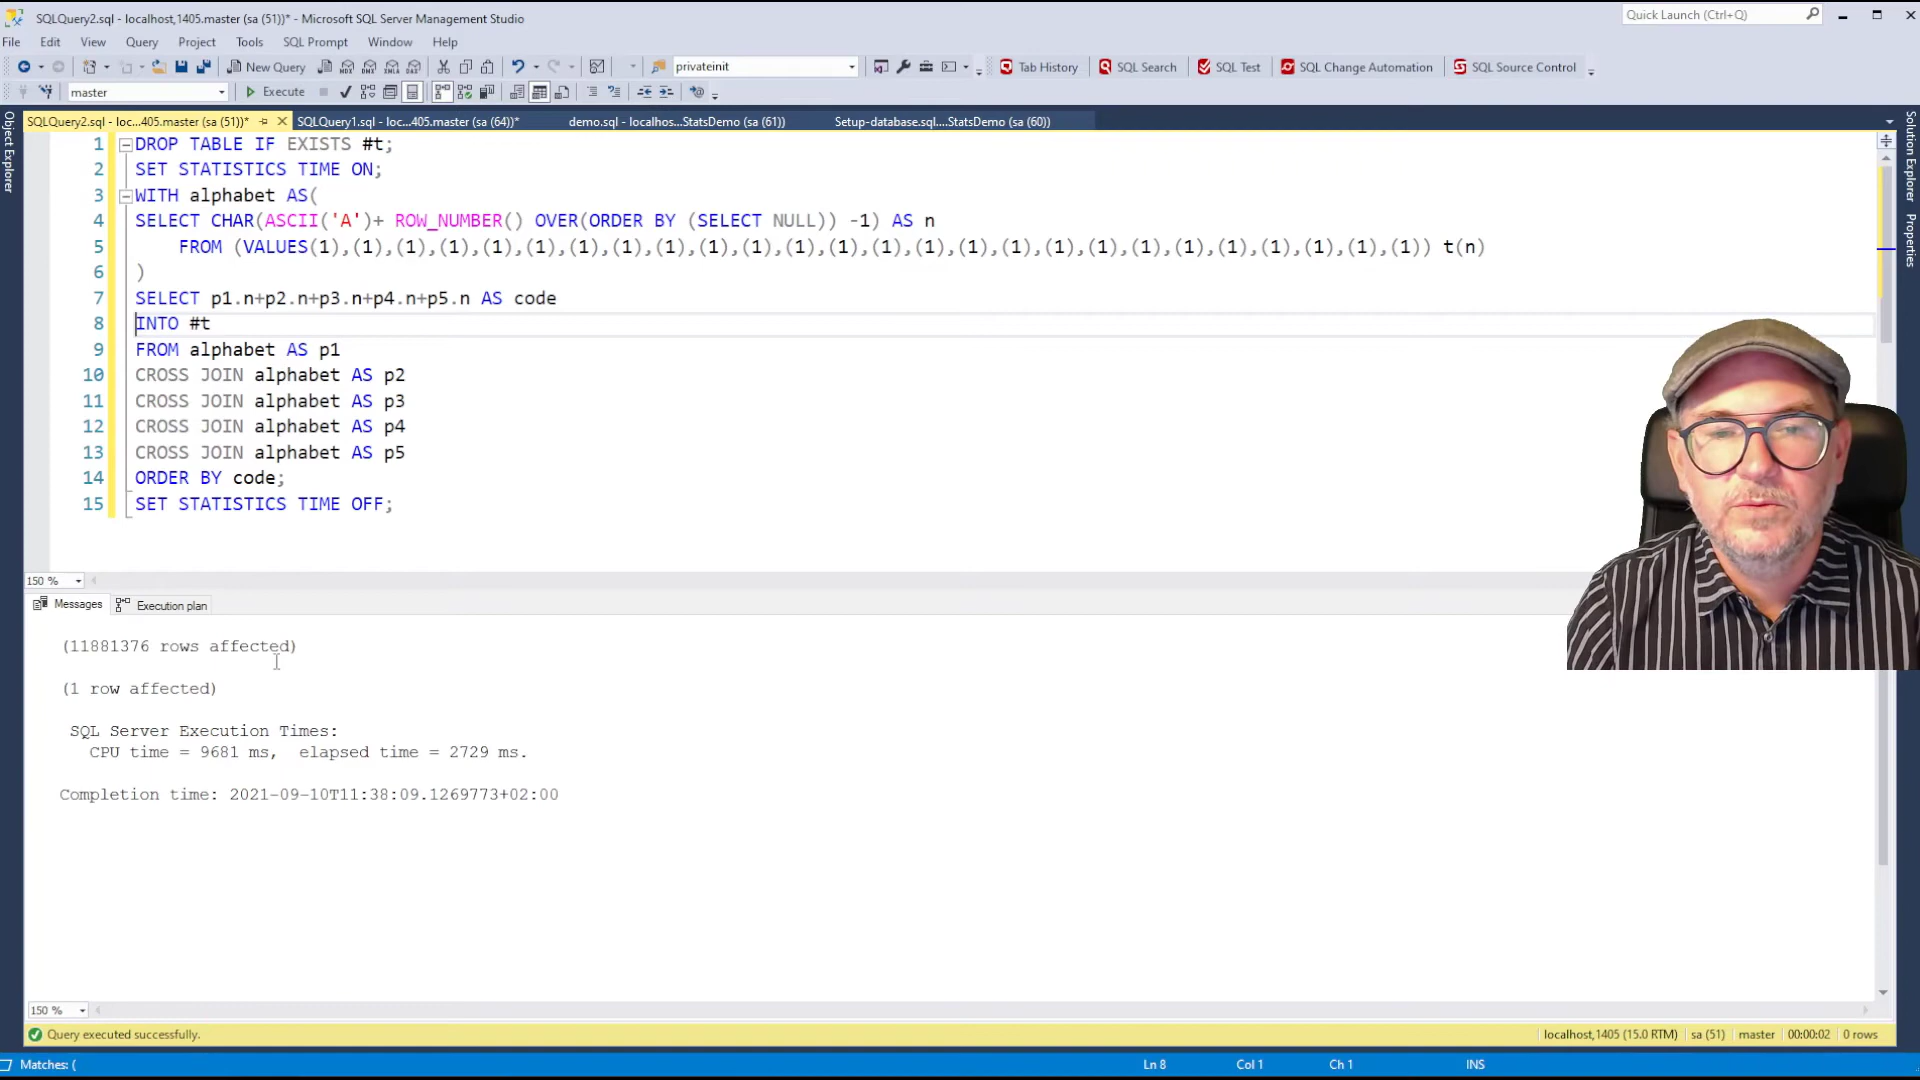 SQLQuery2.sql - localhost,1405.master (sa (51))* - Microsoft SQL Server Management Studio
Quick Launch (Ctrl+Q)
File Edit View Query Project Tools SQL Prompt Window Help
New Query privateinit Tab History SQL Search SQL Test SQL Change Automation SQL Source Control
master Execute
SQLQuery2.sql - loc...405.master (sa (51))* SQLQuery1.sql - loc...405.master (sa (64))* demo.sql - localhos...StatsDemo (sa (61)) Setup-database.sql....StatsDemo (sa (60))
Object Explorer
Solution Explorer
Properties
1 DROP TABLE IF EXISTS #t;
2 SET STATISTICS TIME ON;
3 WITH alphabet AS(
4 SELECT CHAR(ASCII('A')+ ROW_NUMBER() OVER(ORDER BY (SELECT NULL)) -1) AS n
5 FROM (VALUES(1),(1),(1),(1),(1),(1),(1),(1),(1),(1),(1),(1),(1),(1),(1),(1),(1),(1),(1),(1),(1),(1),(1),(1),(1),(1)) t(n)
6 )
7 SELECT p1.n+p2.n+p3.n+p4.n+p5.n AS code
8 INTO #t
9 FROM alphabet AS p1
10 CROSS JOIN alphabet AS p2
11 CROSS JOIN alphabet AS p3
12 CROSS JOIN alphabet AS p4
13 CROSS JOIN alphabet AS p5
14 ORDER BY code;
15 SET STATISTICS TIME OFF;
150 %
Messages Execution plan
(11881376 rows affected)
(1 row affected)
SQL Server Execution Times:
CPU time = 9681 ms, elapsed time = 2729 ms.
Completion time: 2021-09-10T11:38:09.1269773+02:00
150 %
Query executed successfully. localhost,1405 (15.0 RTM) sa (51) master 00:00:02 0 rows
Matches: ( Ln 8 Col 1 Ch 1 INS